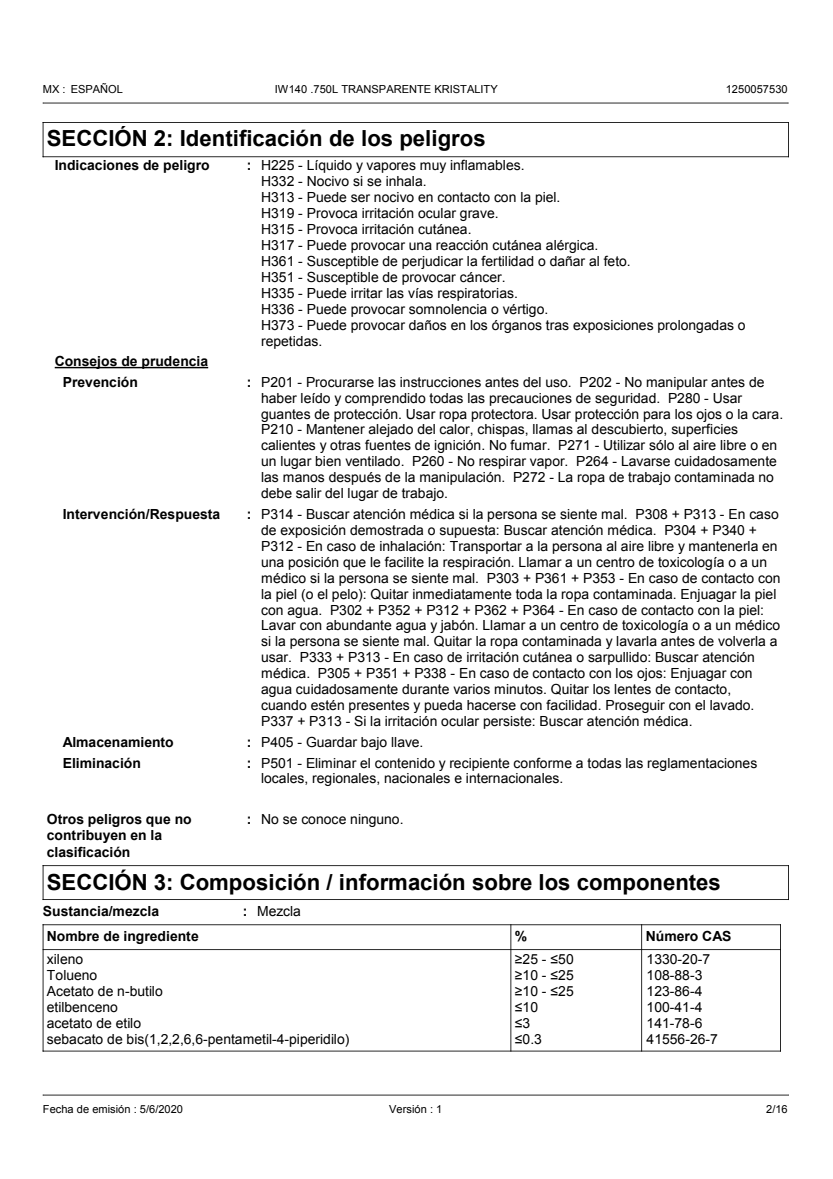 MX : ESPAÑOL IW140 .750L TRANSPARENTE KRISTALITY 1250057530
SECCIÓN 2: Identificación de los peligros
Indicaciones de peligro : H225 - Líquido y vapores muy inflamables.
H332 - Nocivo si se inhala.
H313 - Puede ser nocivo en contacto con la piel.
H319 - Provoca irritación ocular grave.
H315 - Provoca irritación cutánea.
H317 - Puede provocar una reacción cutánea alérgica.
H361 - Susceptible de perjudicar la fertilidad o dañar al feto.
H351 - Susceptible de provocar cáncer.
H335 - Puede irritar las vías respiratorias.
H336 - Puede provocar somnolencia o vértigo.
H373 - Puede provocar daños en los órganos tras exposiciones prolongadas o
repetidas.
Consejos de prudencia
Prevención : P201 - Procurarse las instrucciones antes del uso. P202 - No manipular antes de
haber leído y comprendido todas las precauciones de seguridad. P280 - Usar
guantes de protección. Usar ropa protectora. Usar protección para los ojos o la cara.
P210 - Mantener alejado del calor, chispas, llamas al descubierto, superficies
calientes y otras fuentes de ignición. No fumar. P271 - Utilizar sólo al aire libre o en
un lugar bien ventilado. P260 - No respirar vapor. P264 - Lavarse cuidadosamente
las manos después de la manipulación. P272 - La ropa de trabajo contaminada no
debe salir del lugar de trabajo.
Intervención/Respuesta : P314 - Buscar atención médica si la persona se siente mal. P308 + P313 - En caso
de exposición demostrada o supuesta: Buscar atención médica. P304 + P340 +
P312 - En caso de inhalación: Transportar a la persona al aire libre y mantenerla en
una posición que le facilite la respiración. Llamar a un centro de toxicología o a un
médico si la persona se siente mal. P303 + P361 + P353 - En caso de contacto con
la piel (o el pelo): Quitar inmediatamente toda la ropa contaminada. Enjuagar la piel
con agua. P302 + P352 + P312 + P362 + P364 - En caso de contacto con la piel:
Lavar con abundante agua y jabón. Llamar a un centro de toxicología o a un médico
si la persona se siente mal. Quitar la ropa contaminada y lavarla antes de volverla a
usar. P333 + P313 - En caso de irritación cutánea o sarpullido: Buscar atención
médica. P305 + P351 + P338 - En caso de contacto con los ojos: Enjuagar con
agua cuidadosamente durante varios minutos. Quitar los lentes de contacto,
cuando estén presentes y pueda hacerse con facilidad. Proseguir con el lavado.
P337 + P313 - Si la irritación ocular persiste: Buscar atención médica.
Almacenamiento : P405 - Guardar bajo llave.
Eliminación : P501 - Eliminar el contenido y recipiente conforme a todas las reglamentaciones
locales, regionales, nacionales e internacionales.
Otros peligros que no : No se conoce ninguno.
contribuyen en la
clasificación
SECCIÓN 3: Composición / información sobre los componentes
Sustancia/mezcla : Mezcla
Nombre de ingrediente % Número CAS
xileno ≥25 - ≤50 1330-20-7
Tolueno ≥10 - ≤25 108-88-3
Acetato de n-butilo ≥10 - ≤25 123-86-4
etilbenceno ≤10 100-41-4
acetato de etilo ≤3 141-78-6
sebacato de bis(1,2,2,6,6-pentametil-4-piperidilo) ≤0.3 41556-26-7
Fecha de emisión : 5/6/2020 Versión : 1 2/16